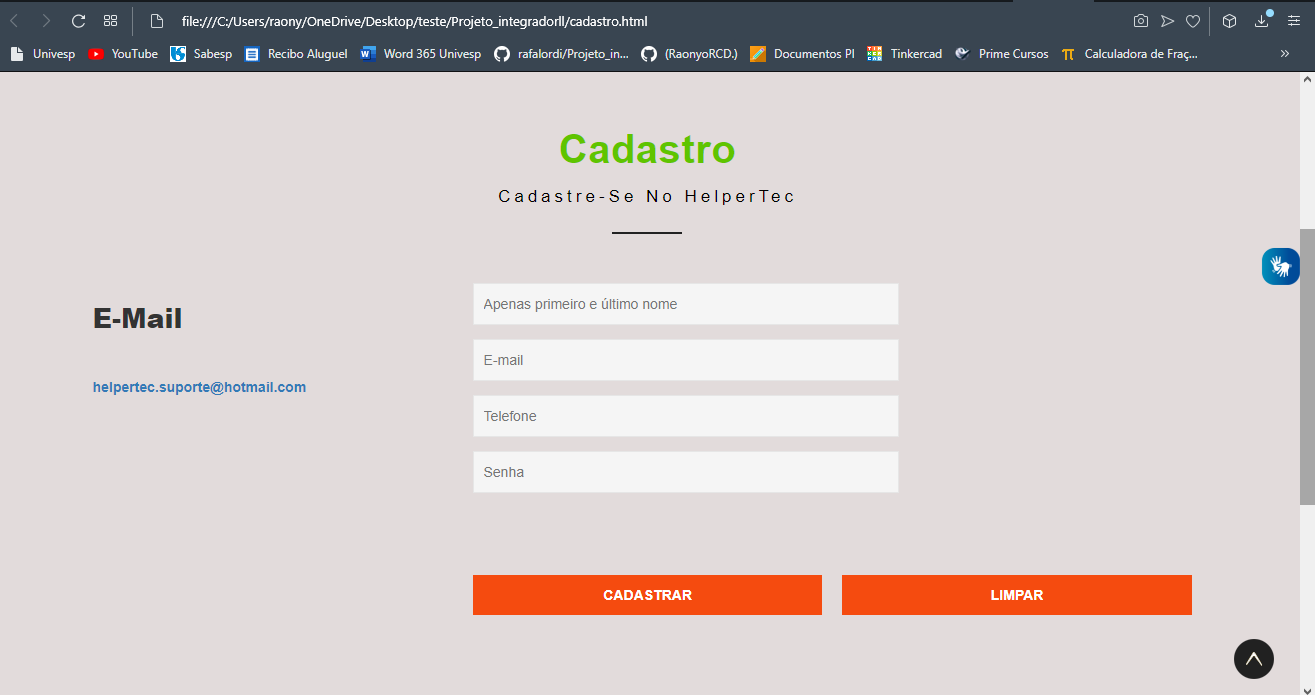 file:///C:/Users/raony/OneDrive/Desktop/teste/Projeto_integradorll/cadastro.html
Univesp YouTube Sabesp Recibo Aluguel Word 365 Univesp rafalordi/Projeto_in... (RaonyoRCD.) Documentos PI Tinkercad Prime Cursos Calculadora de Fraç... »
Cadastro
Cadastre-Se No HelperTec
E-Mail
helpertec.suporte@hotmail.com
Apenas primeiro e último nome
E-mail
Telefone
Senha
CADASTRAR LIMPAR